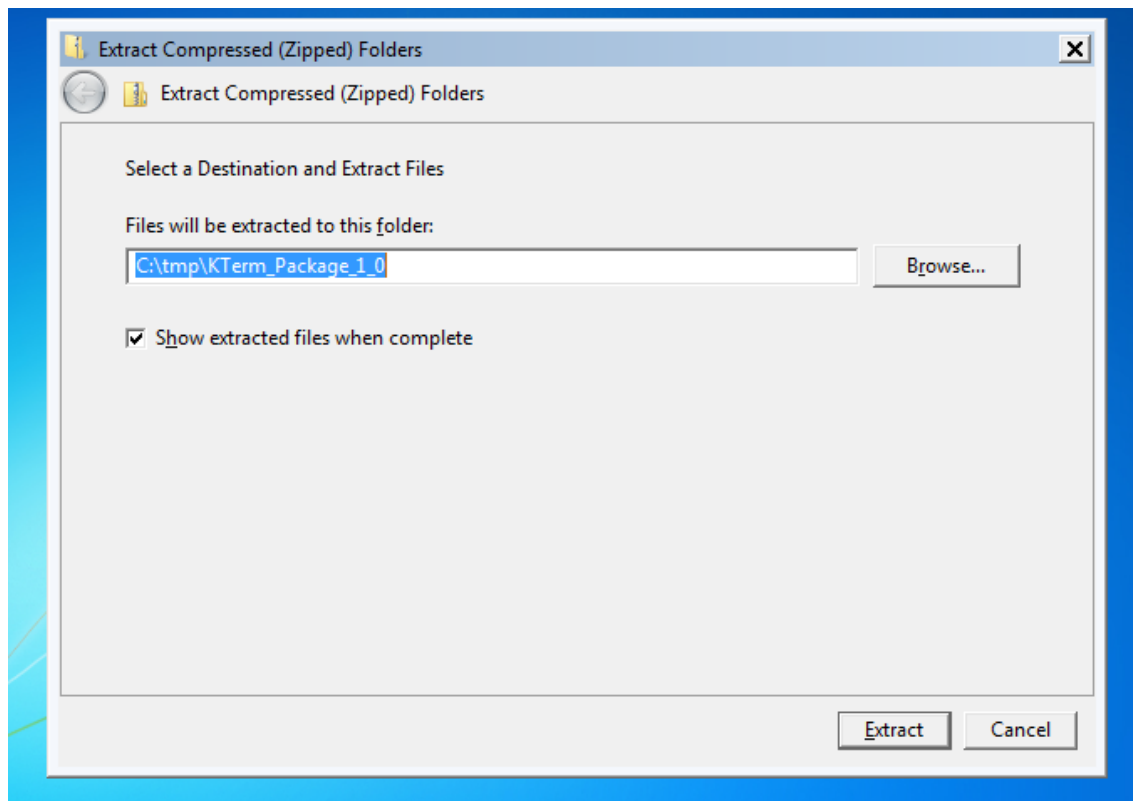 Extract Compressed (Zipped) Folders
Extract Compressed (Zipped) Folders
Select a Destination and Extract Files
Files will be extracted to this folder:
C:\tmp\KTerm_Package_1_0
Browse...
Show extracted files when complete
Extract
Cancel